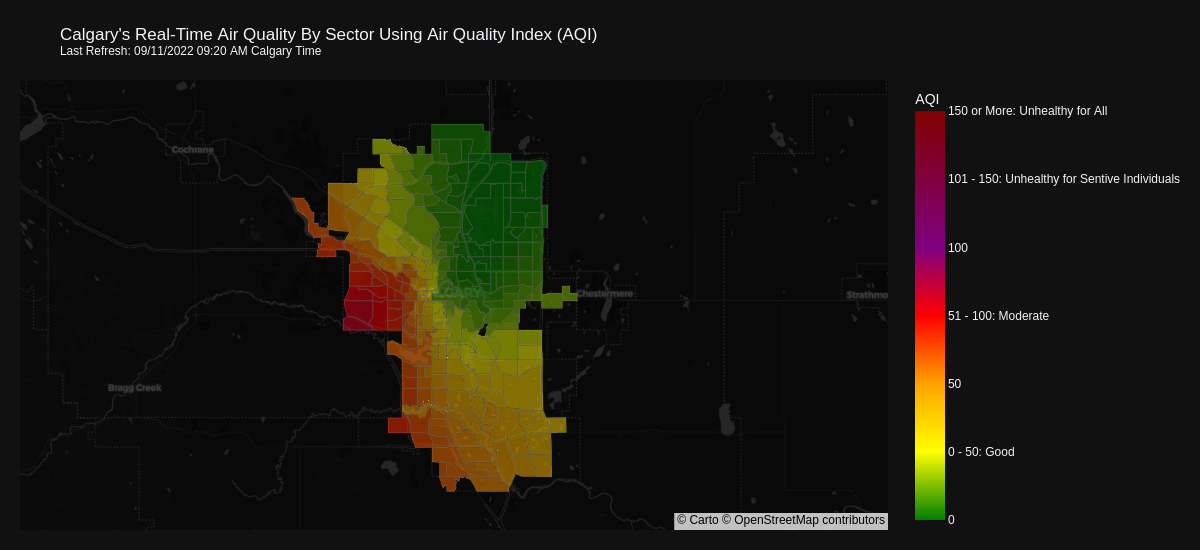 Calgary's Real-Time Air Quality By Sector Using Air Quality Index (AQI)
Last Refresh: 09/11/2022 09:20 AM Calgary Time
AQI
150 or More: Unhealthy for All
Cochrane
101 - 150: Unhealthy for Sentive Individuals
100
CALGARY
Chestermere
Strathmo
51 - 100: Moderate
50
Bragg Creek
0 - 50: Good
0
© Carto © OpenStreetMap contributors